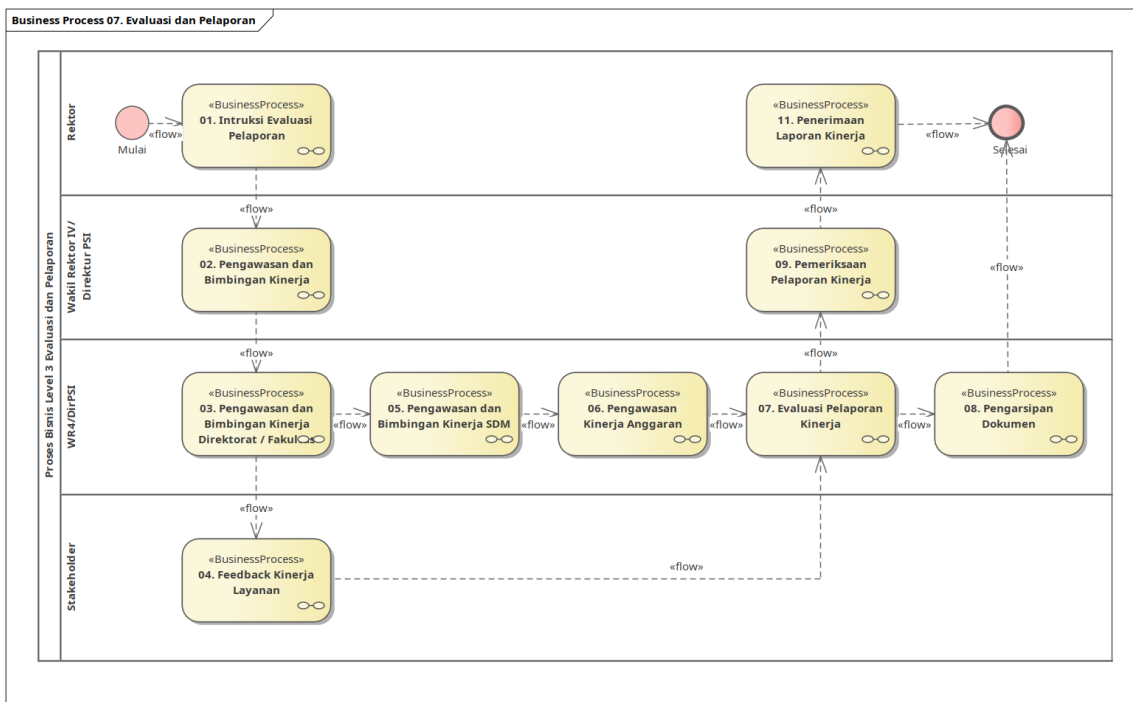 Business Process 07. Evaluasi dan Pelaporan
Proses Bisnis Level 3 Evaluasi dan Pelaporan
Rektor
Mulai
«flow»
«BusinessProcess»
01. Intruksi Evaluasi
Pelaporan
«BusinessProcess»
11. Penerimaan
Laporan Kinerja
«flow»
Selesai
«flow»
«flow»
Wakil Rektor IV/
Direktur PSI
«BusinessProcess»
02. Pengawasan dan
Bimbingan Kinerja
«BusinessProcess»
09. Pemeriksaan
Pelaporan Kinerja
«flow»
«flow»
«flow»
WR4/DirPSI
«BusinessProcess»
03. Pengawasan dan
Bimbingan Kinerja
Direktorat / Fakultas
«flow»
«BusinessProcess»
05. Pengawasan dan
Bimbingan Kinerja SDM
«flow»
«BusinessProcess»
06. Pengawasan
Kinerja Anggaran
«flow»
«BusinessProcess»
07. Evaluasi Pelaporan
Kinerja
«flow»
«BusinessProcess»
08. Pengarsipan
Dokumen
«flow»
Stakeholder
«BusinessProcess»
04. Feedback Kinerja
Layanan
«flow»